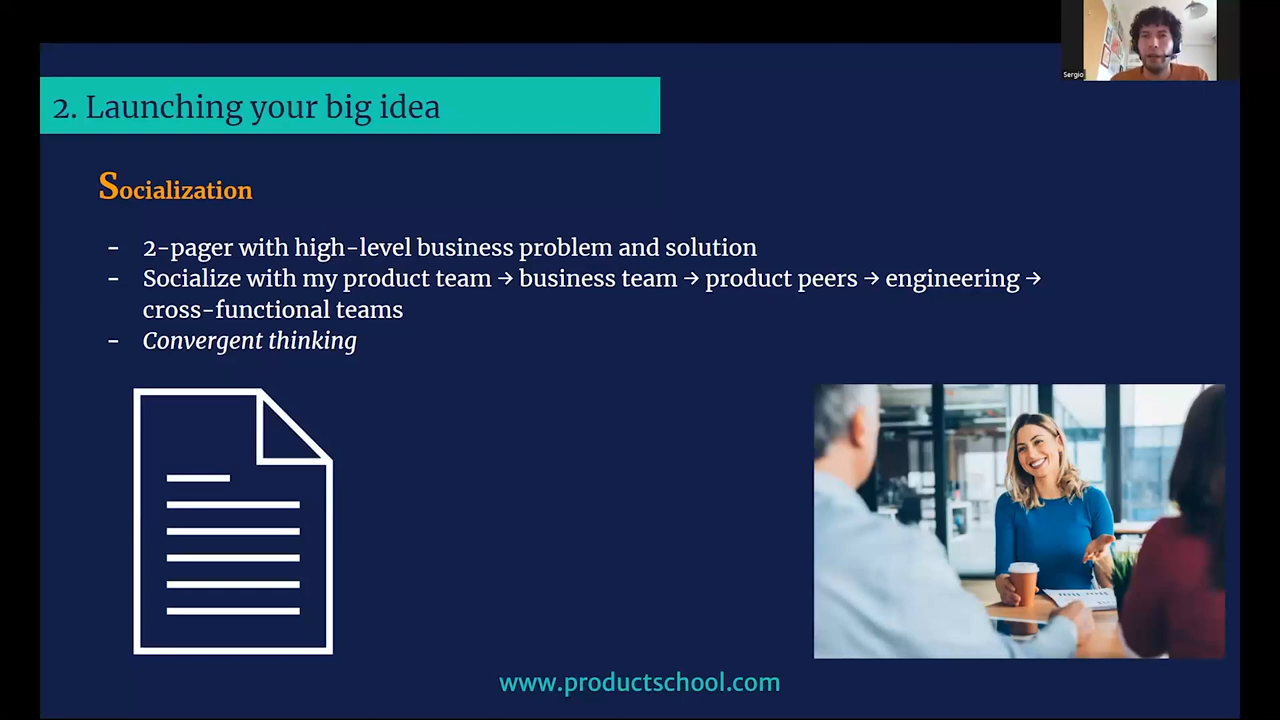 Sergio
2. Launching your big idea
Socialization
- 2-pager with high-level business problem and solution
- Socialize with my product team → business team → product peers → engineering →
cross-functional teams
- Convergent thinking
www.productschool.com